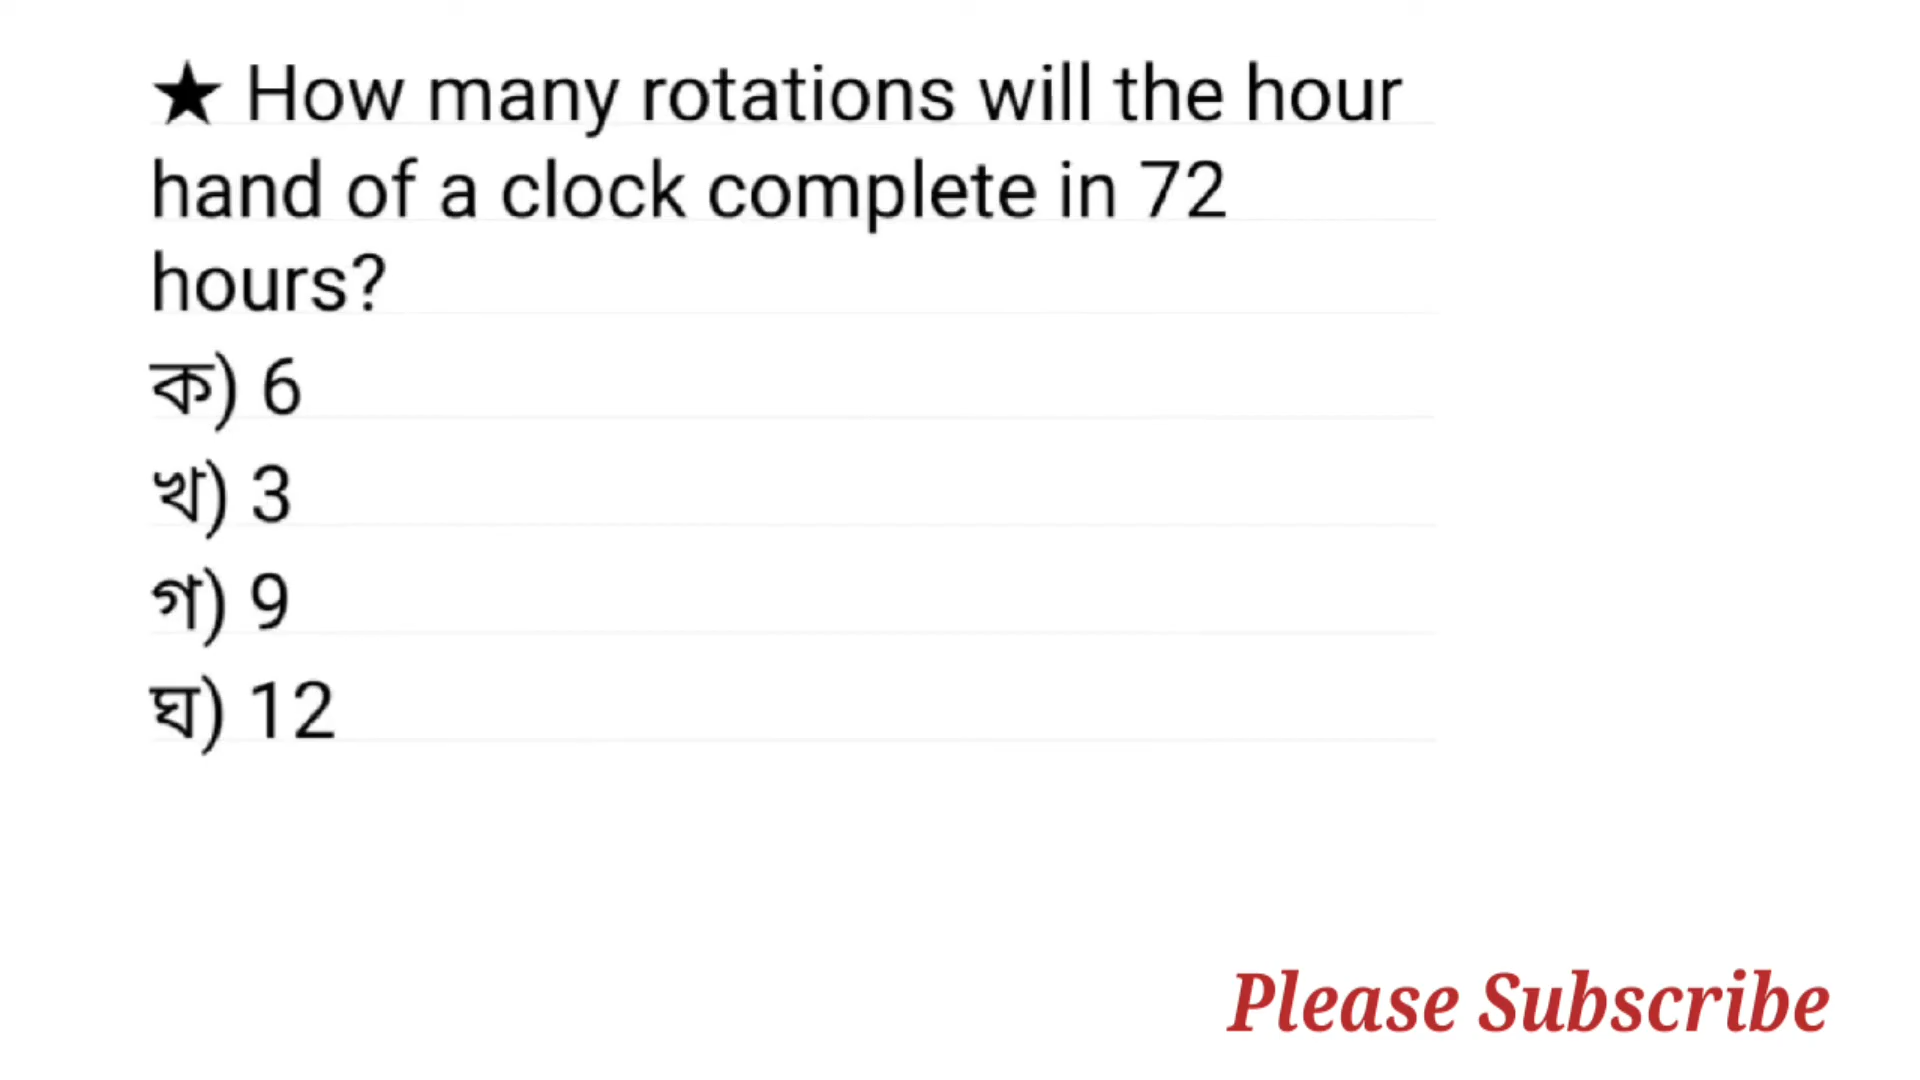 ★ How many rotations will the hour
hand of a clock complete in 72
hours?
ক) 6
খ) 3
গ) 9
ঘ) 12
Please Subscribe